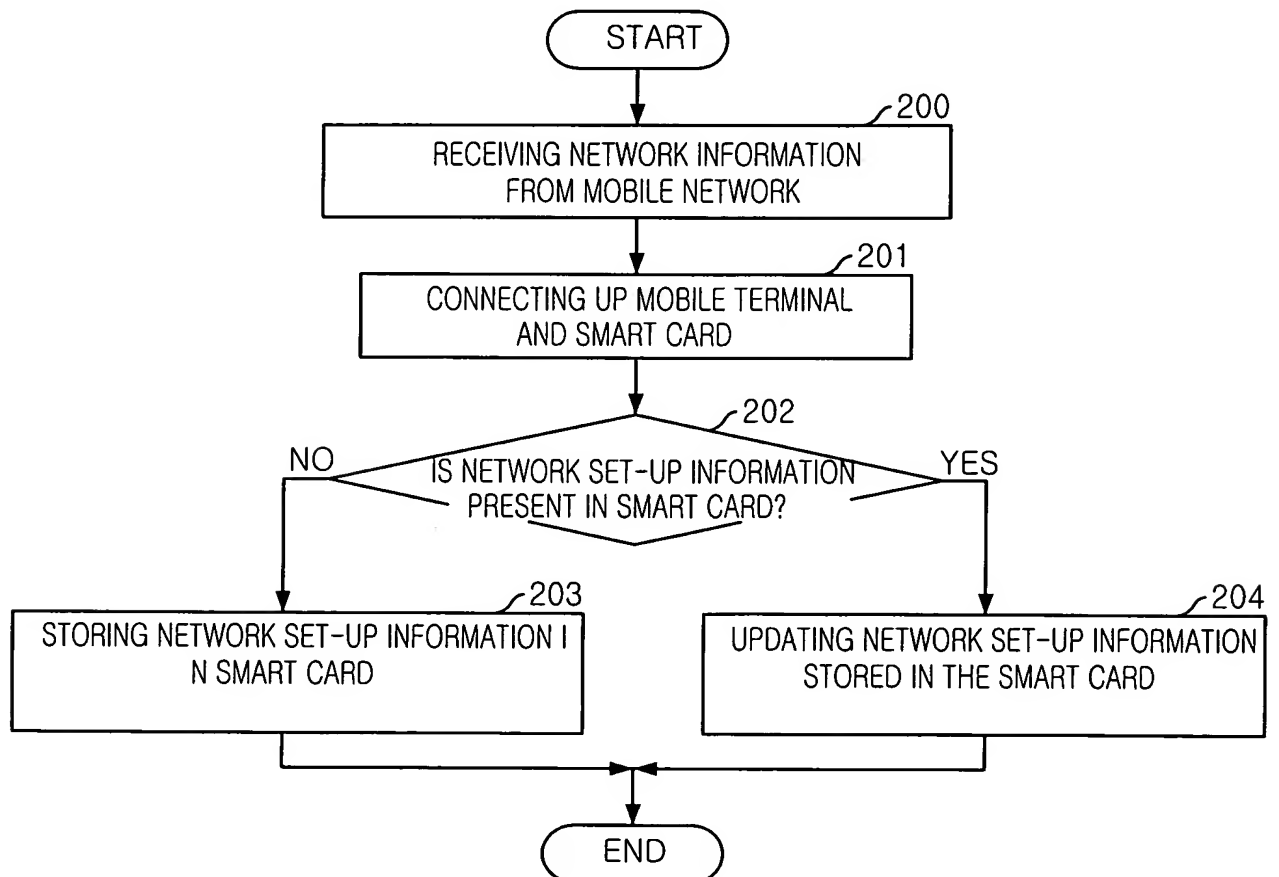 START
200
RECEIVING NETWORK INFORMATION
FROM MOBILE NETWORK
201
CONNECTING UP MOBILE TERMINAL
AND SMART CARD
202
NO
IS NETWORK SET-UP INFORMATION
PRESENT IN SMART CARD?
YES
203
STORING NETWORK SET-UP INFORMATION I
N SMART CARD
204
UPDATING NETWORK SET-UP INFORMATION
STORED IN THE SMART CARD
END